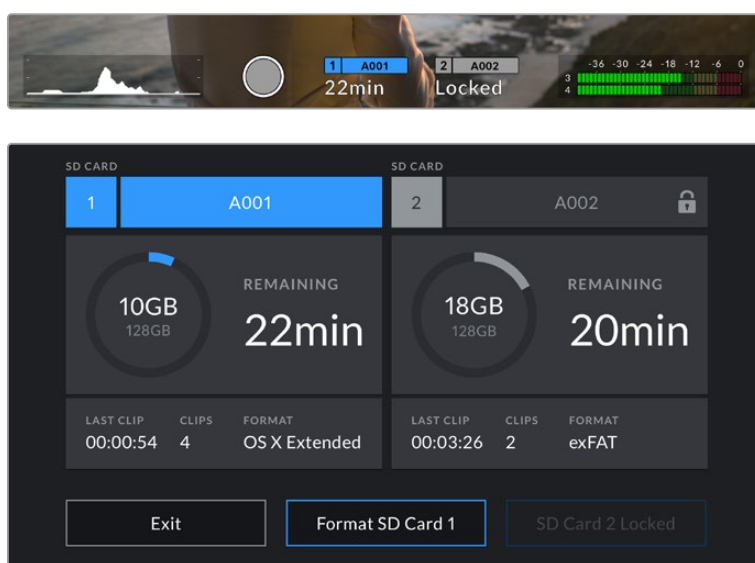 1 A001
22min
2 A002
Locked
-36 -30 -24 -18 -12 -6 0
3
4
SD CARD
1 A001
SD CARD
2 A002
10GB
128GB
REMAINING
22min
18GB
128GB
REMAINING
20min
LAST CLIP CLIPS FORMAT
00:00:54 4 OS X Extended
LAST CLIP CLIPS FORMAT
00:03:26 2 exFAT
Exit
Format SD Card 1
SD Card 2 Locked